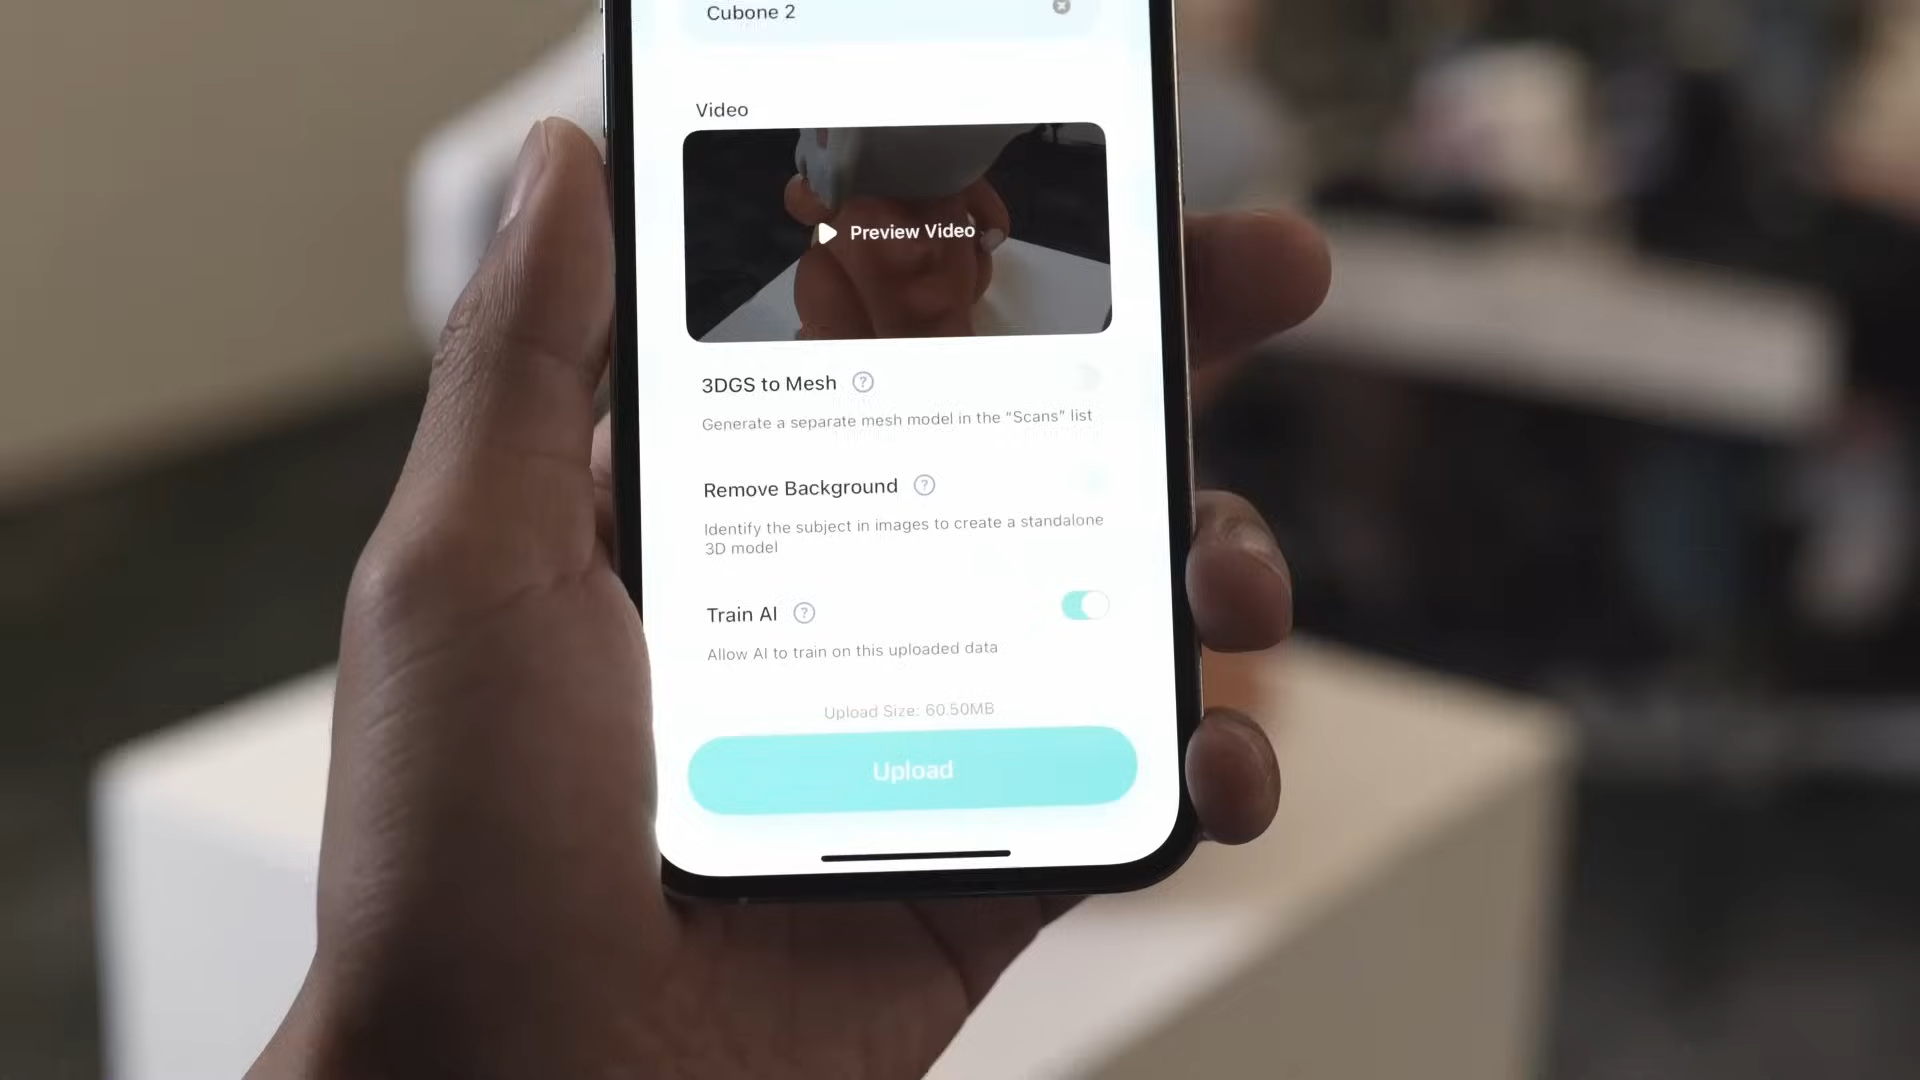 Cubone 2
Video
Preview Video
3DGS to Mesh ?
Generate a separate mesh model in the “Scans” list
Remove Background ?
Identify the subject in images to create a standalone
3D model
Train AI ?
Allow AI to train on this uploaded data
Upload Size: 60.50MB
Upload